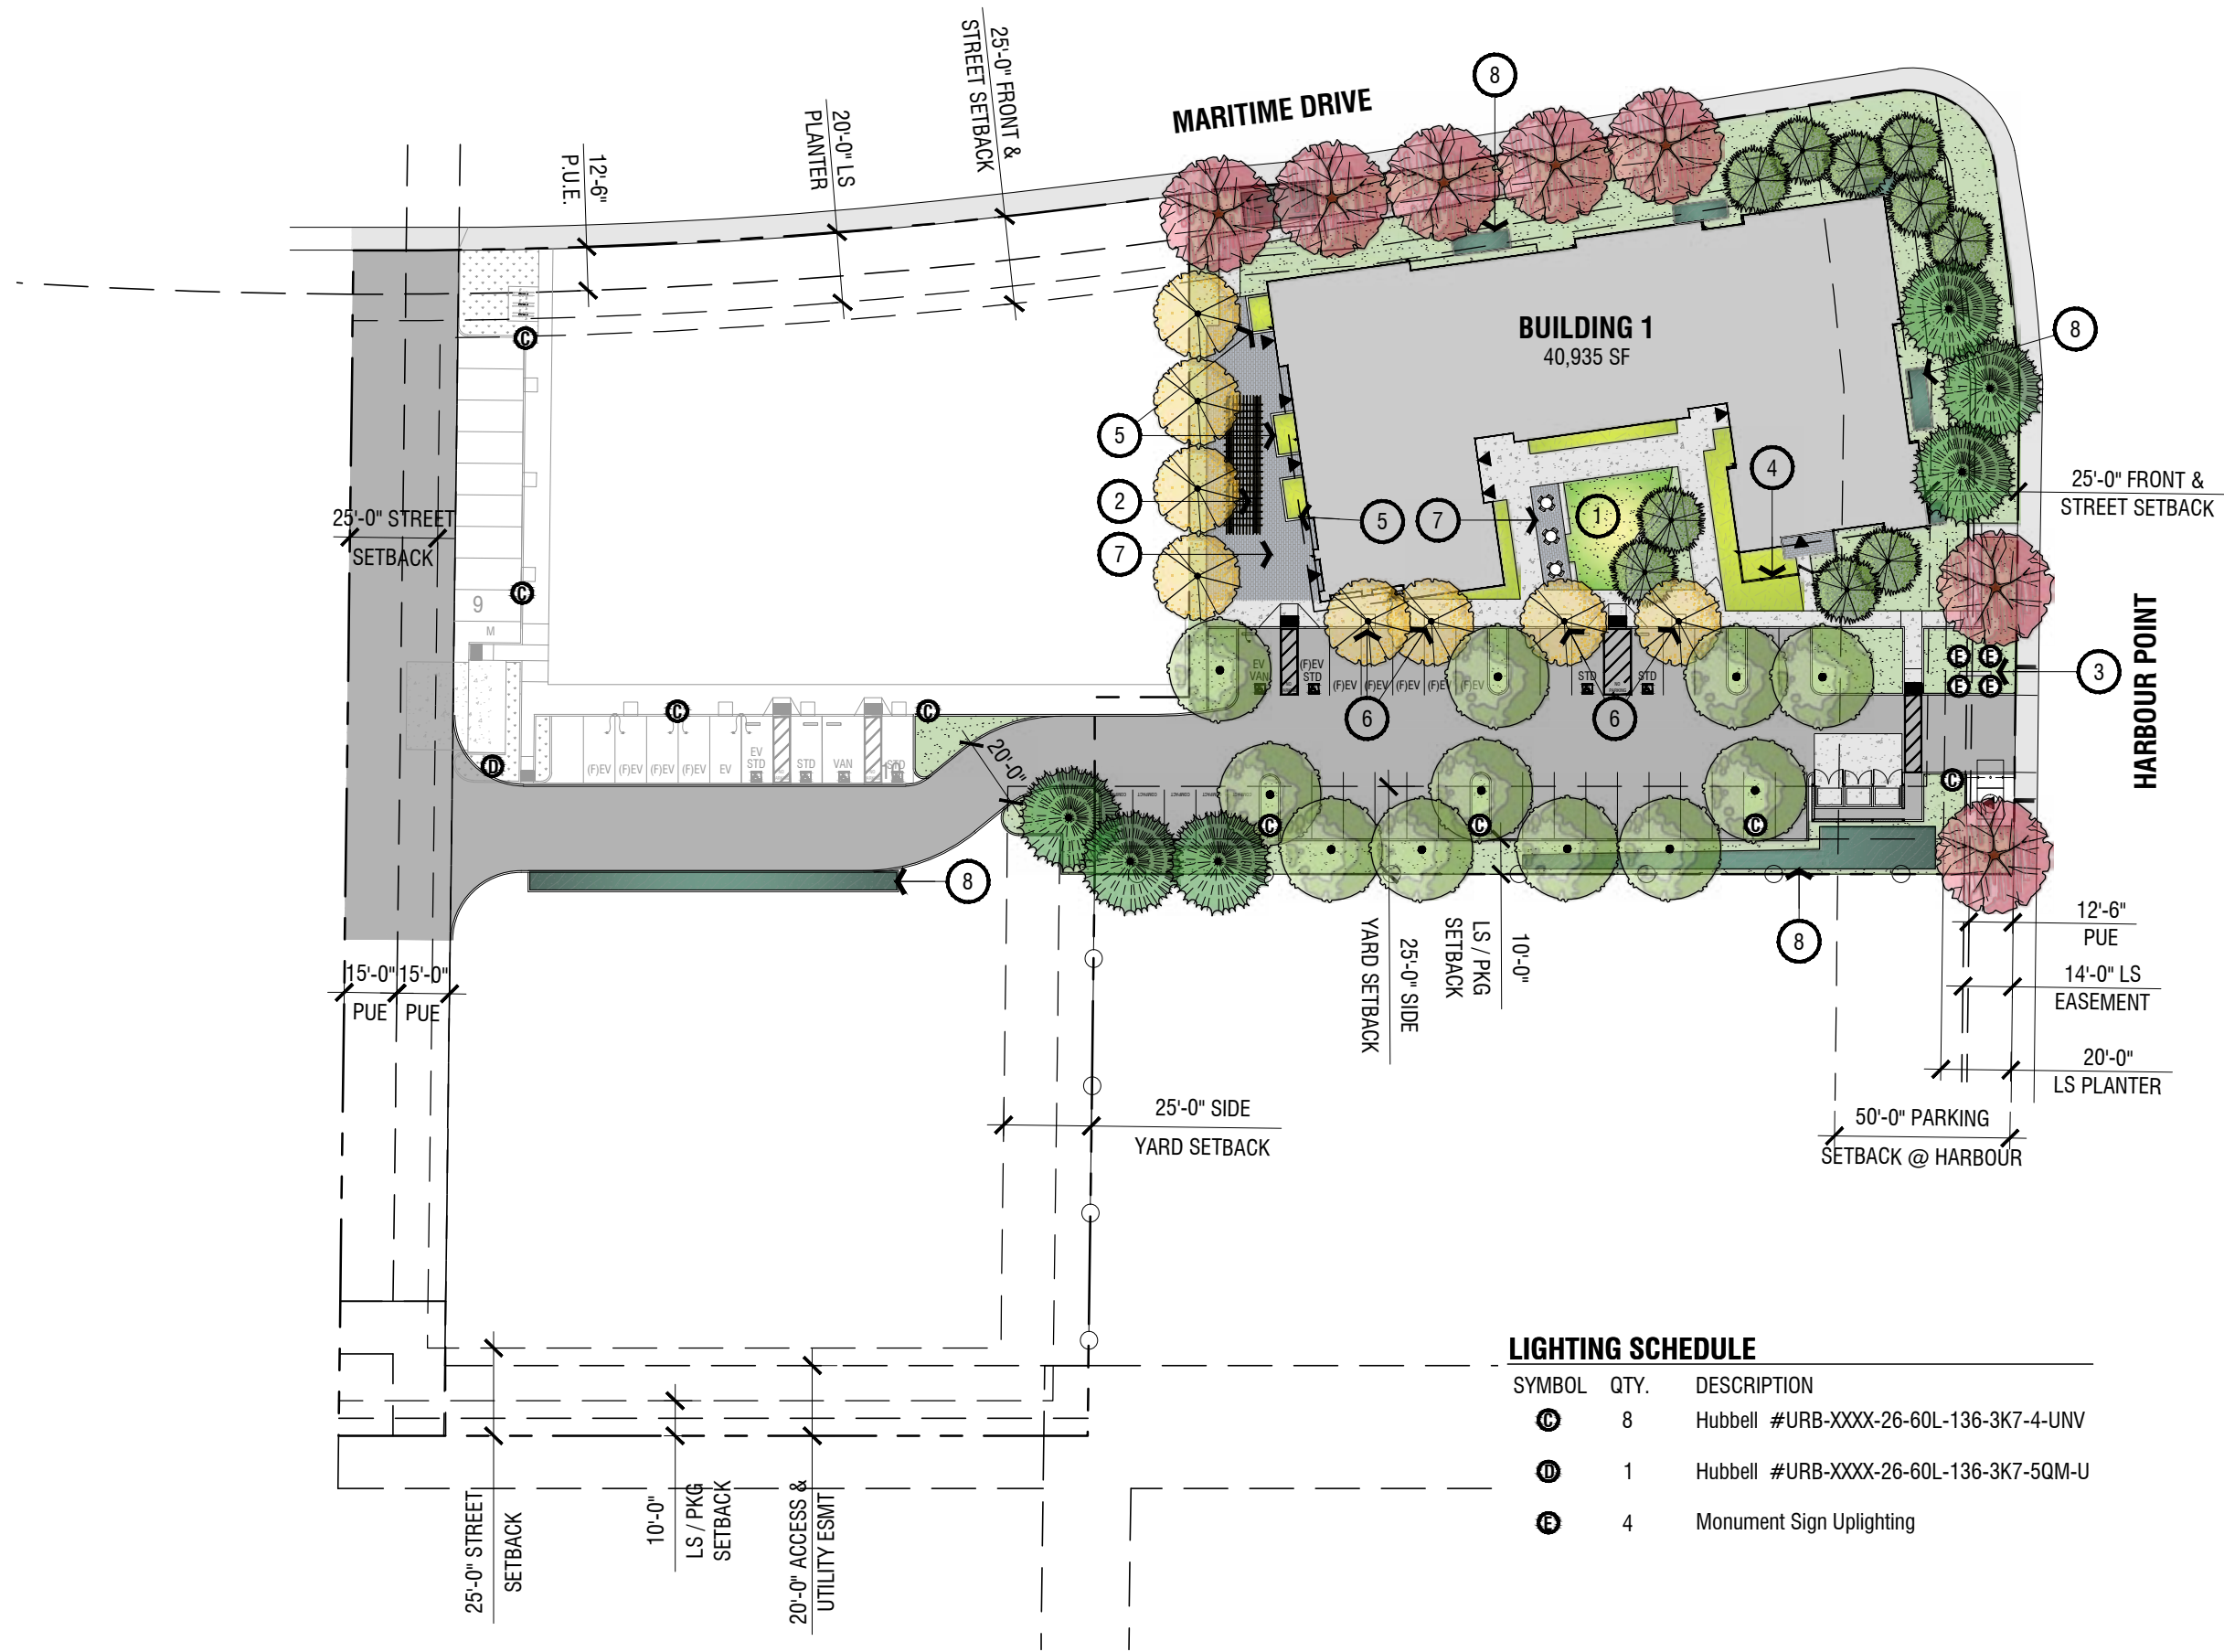 25'-0" FRONT &
STREET SETBACK
20'-0" LS
PLANTER
12'-6"
P.U.E.
MARITIME DRIVE
8
BUILDING 1
40,935 SF
8
5
2
7
5
7
1
4
25'-0" FRONT &
STREET SETBACK
C
25'-0" STREET
SETBACK
C
9
M
HARBOUR POINT
E
E
E
E
3
EV
VAN
(F)EV
STD
(F)EV
(F)EV
(F)EV
(F)EV
(F)EV
STD
NO
PARKING
STD
6
6
C
C
D
(F)EV
(F)EV
(F)EV
(F)EV
EV
EV
STD
STD
VAN
STD
20'-0"
COMPACT
COMPACT
COMPACT
COMPACT
C
C
C
C
8
8
25'-0" SIDE
YARD SETBACK
10'-0"
LS / PKG
SETBACK
12'-6"
PUE
14'-0" LS
EASEMENT
20'-0"
LS PLANTER
50'-0" PARKING
SETBACK @ HARBOUR
15'-0"
PUE
15'-0"
PUE
25'-0" SIDE
YARD SETBACK
25'-0" STREET
SETBACK
10'-0"
LS / PKG
SETBACK
20'-0" ACCESS &
UTILITY ESMT
LIGHTING SCHEDULE
SYMBOL QTY. DESCRIPTION
C 8 Hubbell #URB-XXXX-26-60L-136-3K7-4-UNV
D 1 Hubbell #URB-XXXX-26-60L-136-3K7-5QM-U
E 4 Monument Sign Uplighting